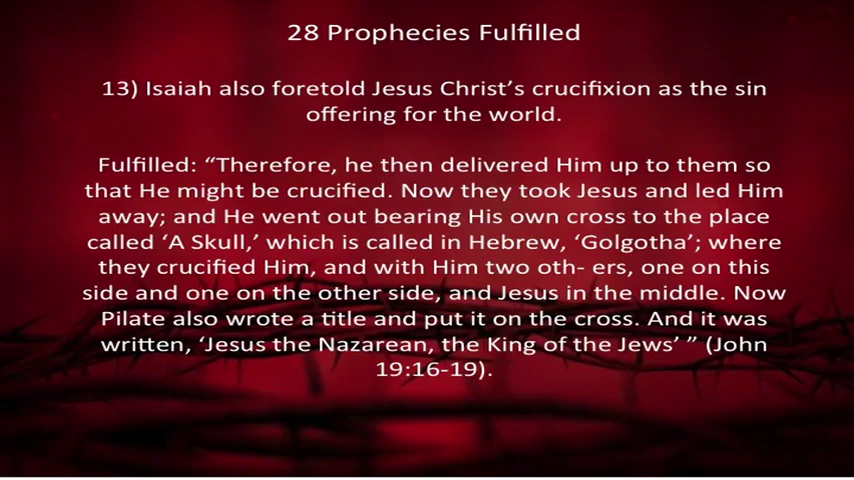 28 Prophecies Fulfilled
13) Isaiah also foretold Jesus Christ’s crucifixion as the sin
offering for the world.
Fulfilled: “Therefore, he then delivered Him up to them so
that He might be crucified. Now they took Jesus and led Him
away; and He went out bearing His own cross to the place
called ‘A Skull,’ which is called in Hebrew, ‘Golgotha’; where
they crucified Him, and with Him two oth- ers, one on this
side and one on the other side, and Jesus in the middle. Now
Pilate also wrote a title and put it on the cross. And it was
written, ‘Jesus the Nazarean, the King of the Jews’ ” (John
19:16-19).